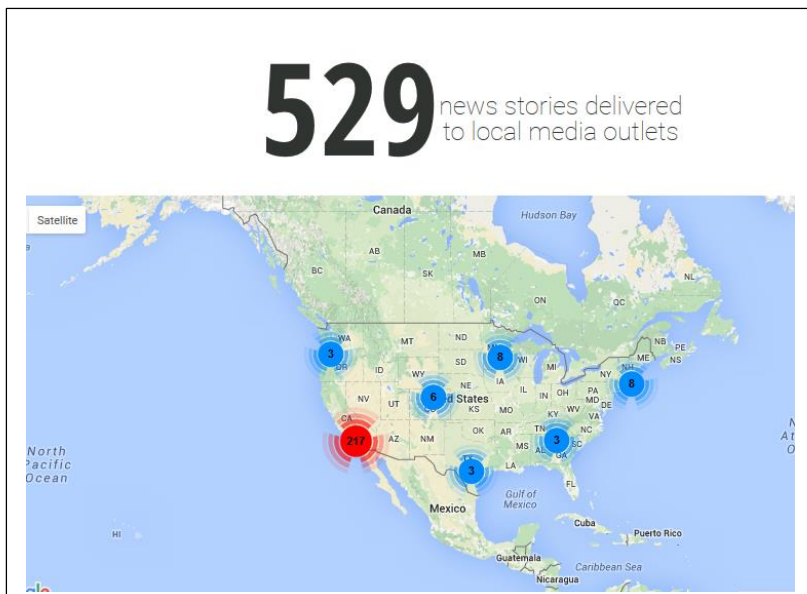 529
news stories delivered
to local media outlets
Satellite
Canada
Hudson Bay
AB
MB
BC
SK
NL
ON
QC
NB
PE
WA
MT
ND
ME
NS
3
8
OR
ID
SD
WI
MI
NY
NH
WY
8
6
IA
NE
IL
IN
OH
PA
NV
UT
d States
MD
DE
CA
KS
MO
KY
WV
VA
217
AZ
NM
OK
AR
TN
3
NC
SC
MS
AL
GA
North
Pacific
Ocean
3
LA
FL
Gulf of
Mexico
Mexico
Cuba
Puerto Rico
HI
Guatemala
Caribbean Sea
Nicaragua